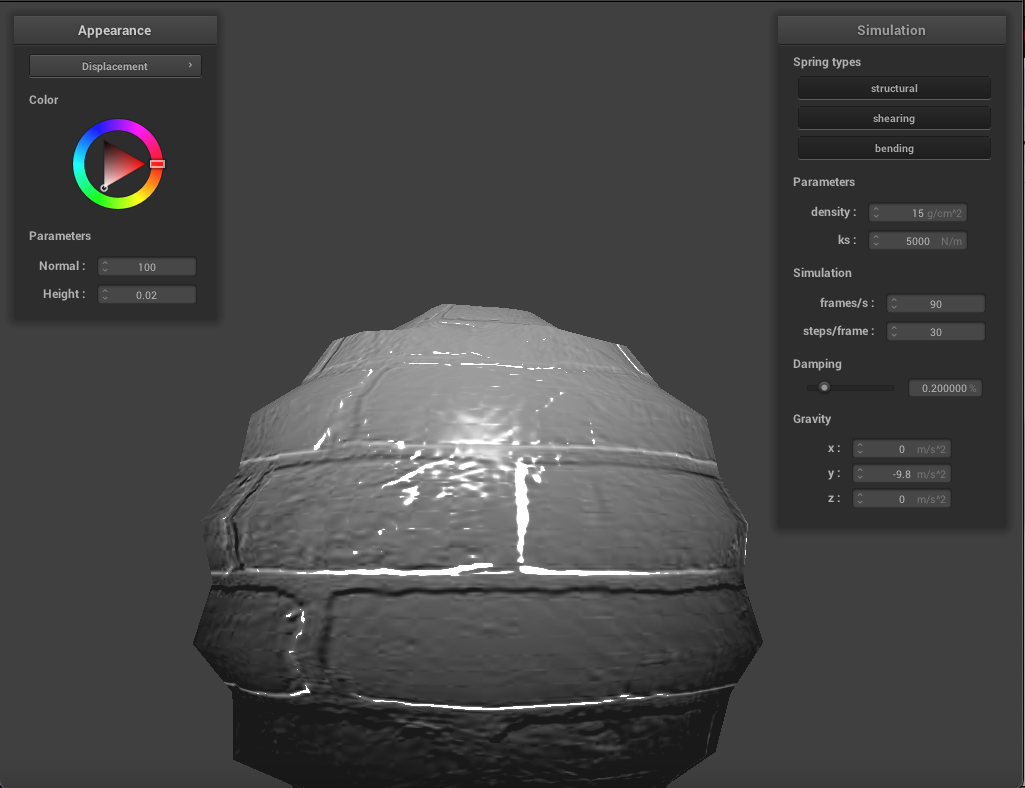 Appearance
Displacement
Color
Parameters
Normal : 100
Height : 0.02
Simulation
Spring types
structural
shearing
bending
Parameters
density : 15 g/cm^2
ks : 5000 N/m
Simulation
frames/s : 90
steps/frame : 30
Damping
0.200000 %
Gravity
x : 0 m/s^2
y : -9.8 m/s^2
z : 0 m/s^2